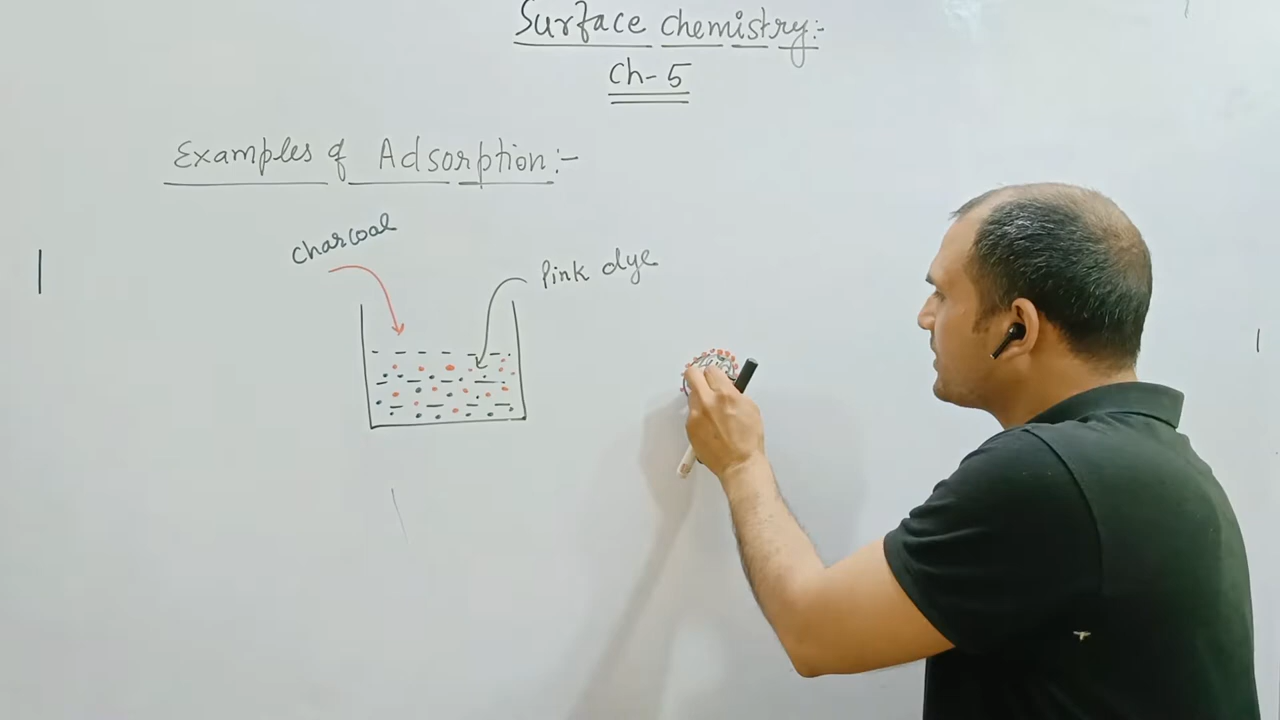 Surface chemistry:-
Ch-5
Examples of Adsorption:-
charcoal
Pink dye